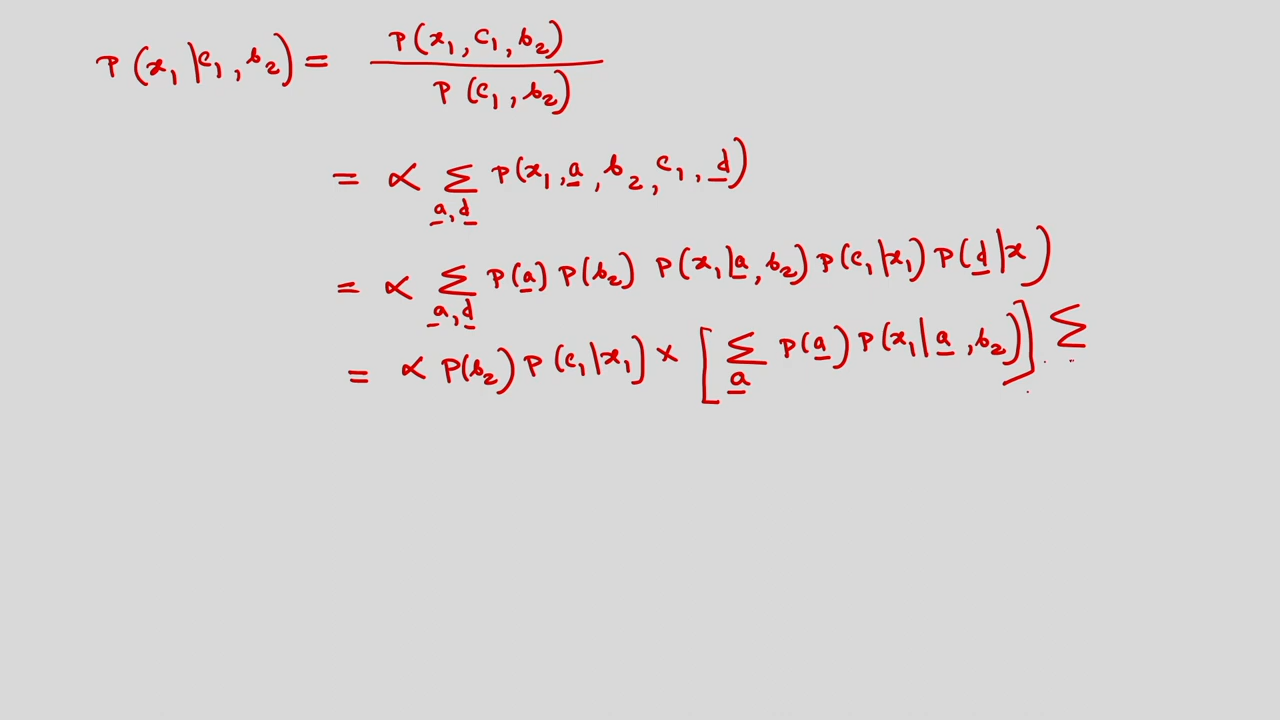 P(x₁|c₁,b₂) = P(x₁,c₁,b₂) / P(c₁,b₂)
= α Σ_{a,d} P(x₁,a,b₂,c₁,d)
= α Σ_{a,d} P(a) P(b₂) P(x₁|a,b₂) P(c₁|x₁) P(d|x)
= α P(b₂) P(c₁|x₁] × [Σ_a P(a) P(x₁|a,b₂)] Σ